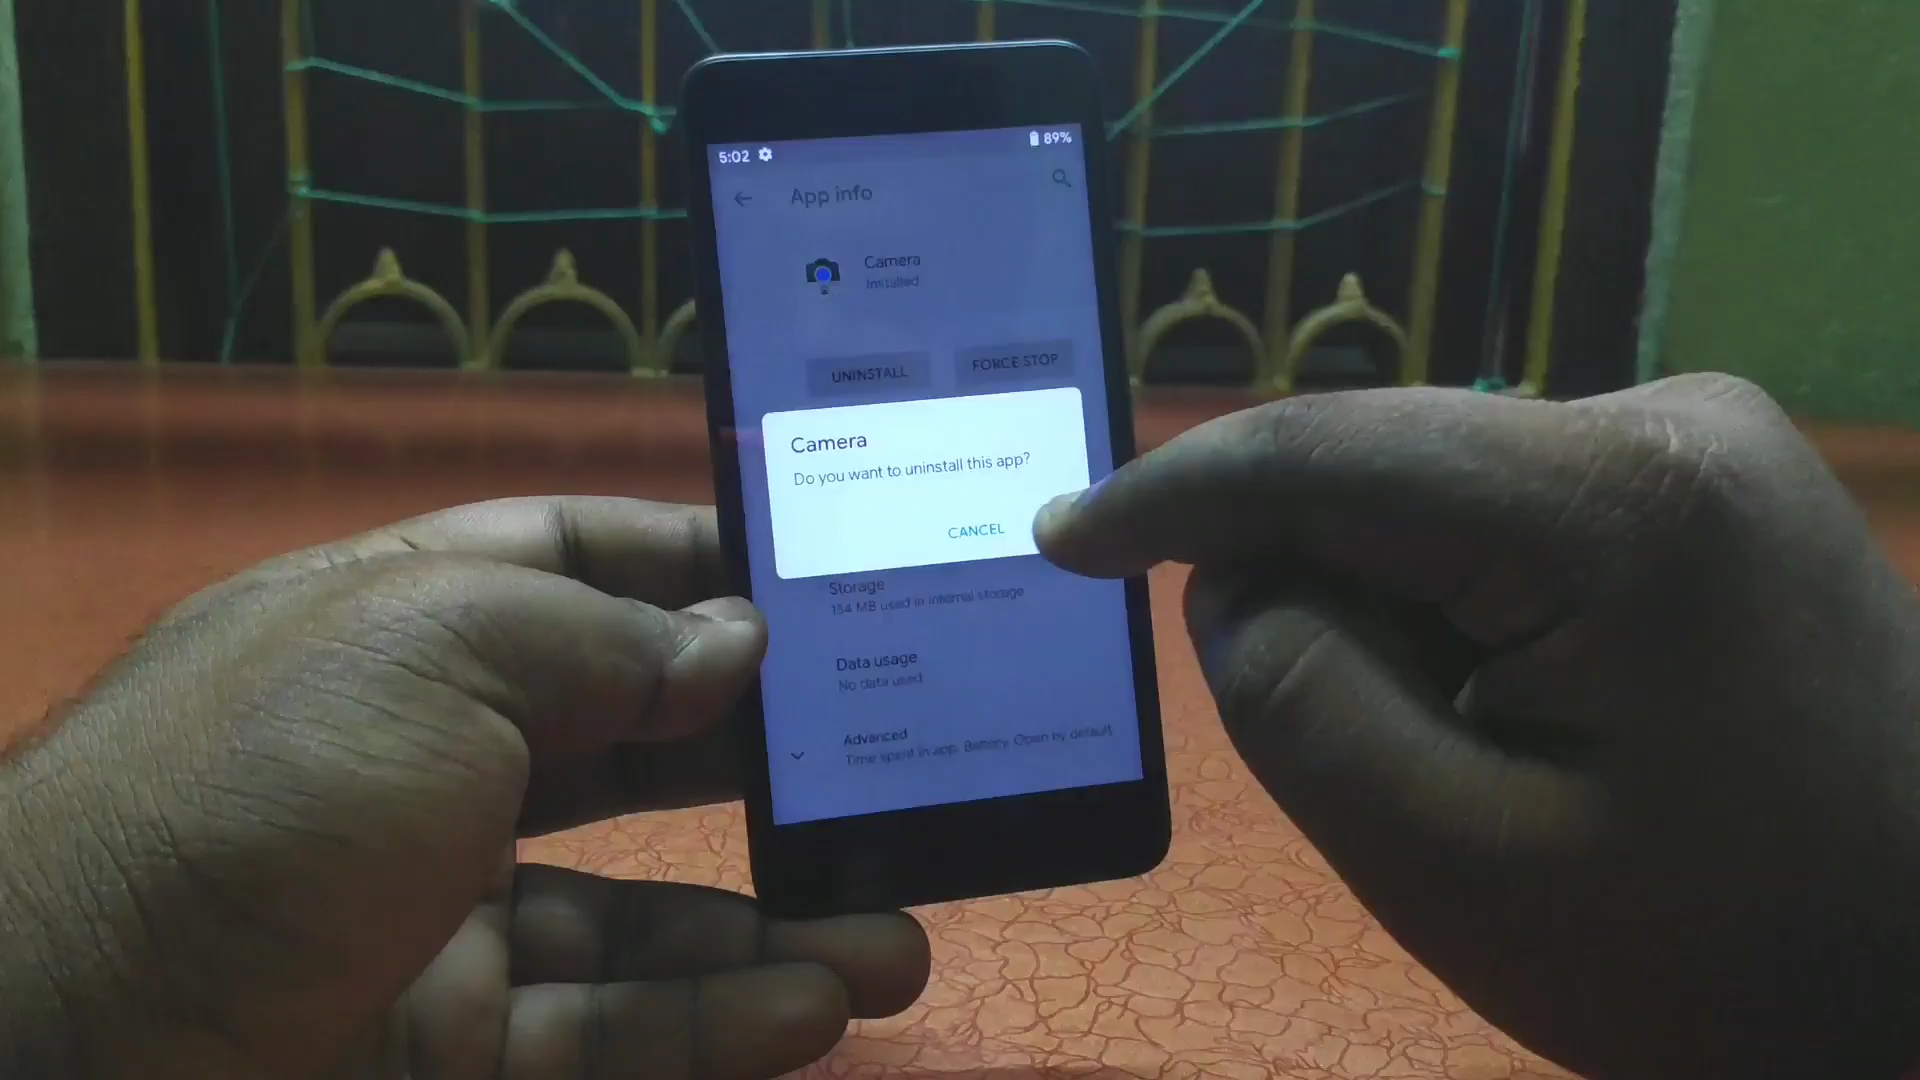 5:02
89%
App info
Camera
Installed
UNINSTALL
FORCE STOP
Camera
Do you want to uninstall this app?
CANCEL
Storage
154 MB used in internal storage
Data usage
No data used
Advanced
Time spent in app, Battery, Open by default